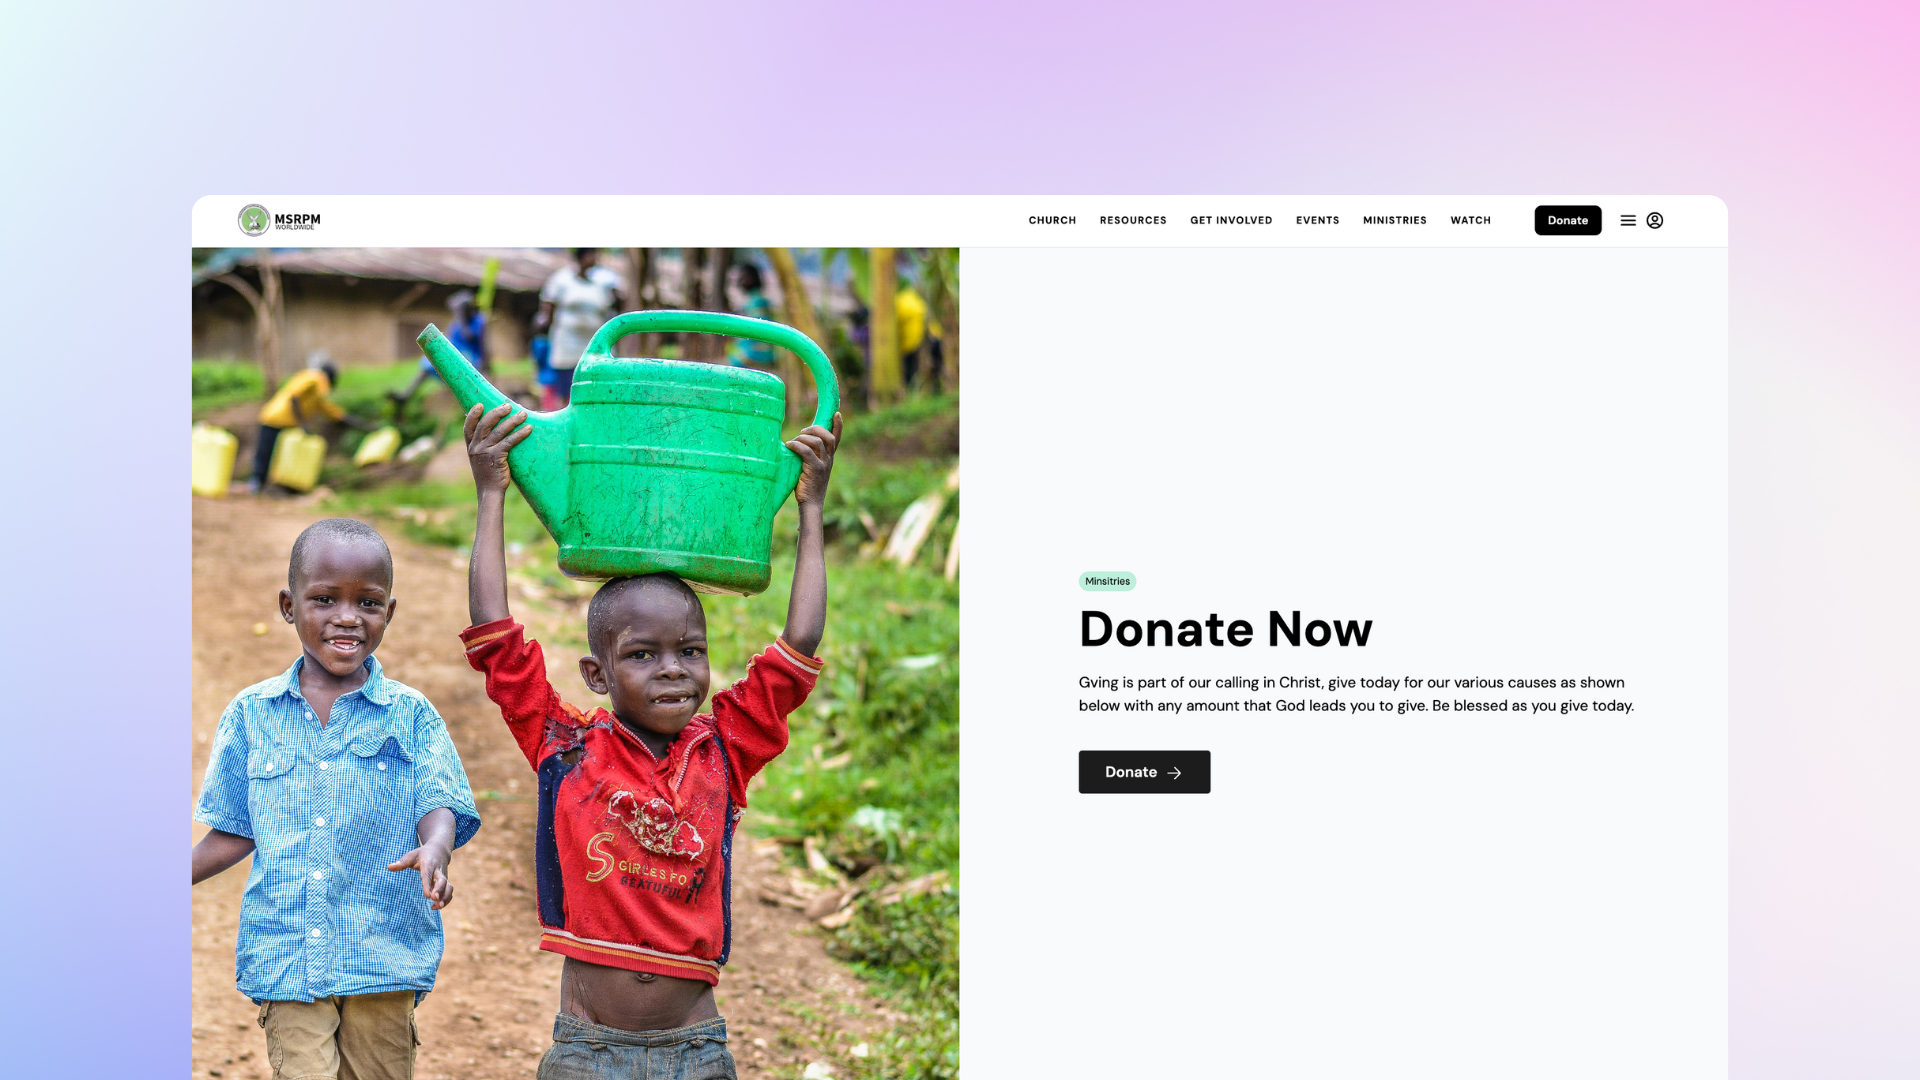 MSRPM
WORLDWIDE
CHURCH RESOURCES GET INVOLVED EVENTS MINISTRIES WATCH Donate
Minsitries
Donate Now
Gving is part of our calling in Christ, give today for our various causes as shown
below with any amount that God leads you to give. Be blessed as you give today.
Donate
S GIRLES FO
BEATUFUL